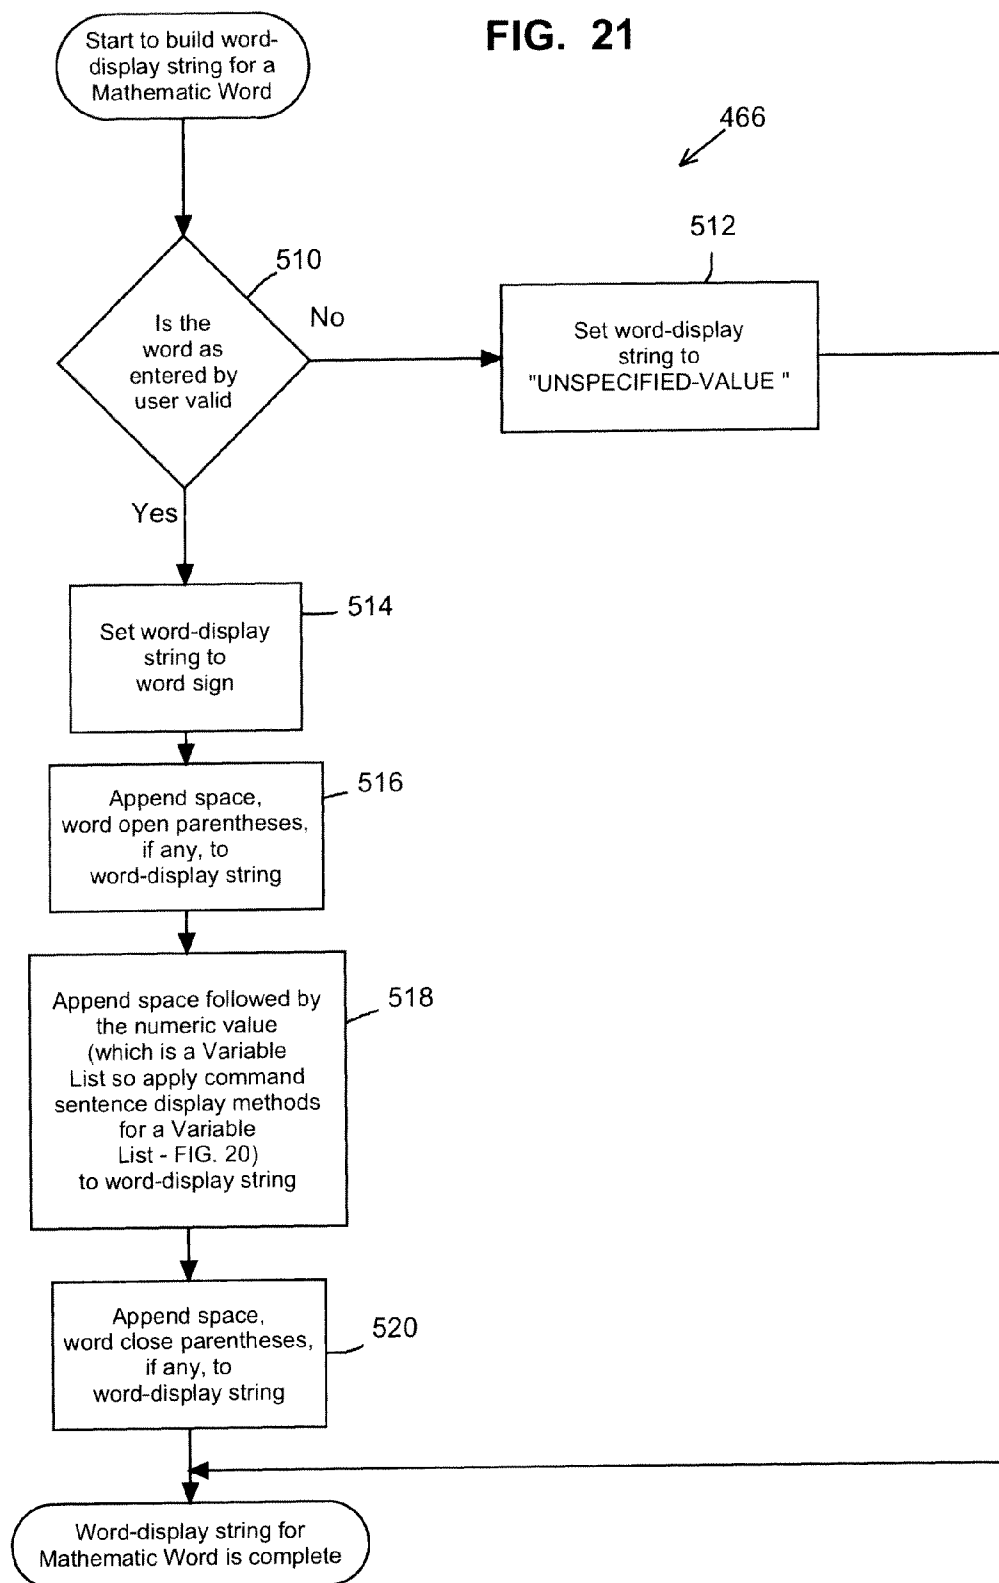 FIG. 21
Start to build word-
display string for a
Mathematic Word
466
510
Is the
word as
entered by
user valid
No
512
Set word-display
string to
"UNSPECIFIED-VALUE "
Yes
514
Set word-display
string to
word sign
516
Append space,
word open parentheses,
if any, to
word-display string
518
Append space followed by
the numeric value
(which is a Variable
List so apply command
sentence display methods
for a Variable
List - FIG. 20)
to word-display string
520
Append space,
word close parentheses,
if any, to
word-display string
Word-display string for
Mathematic Word is complete